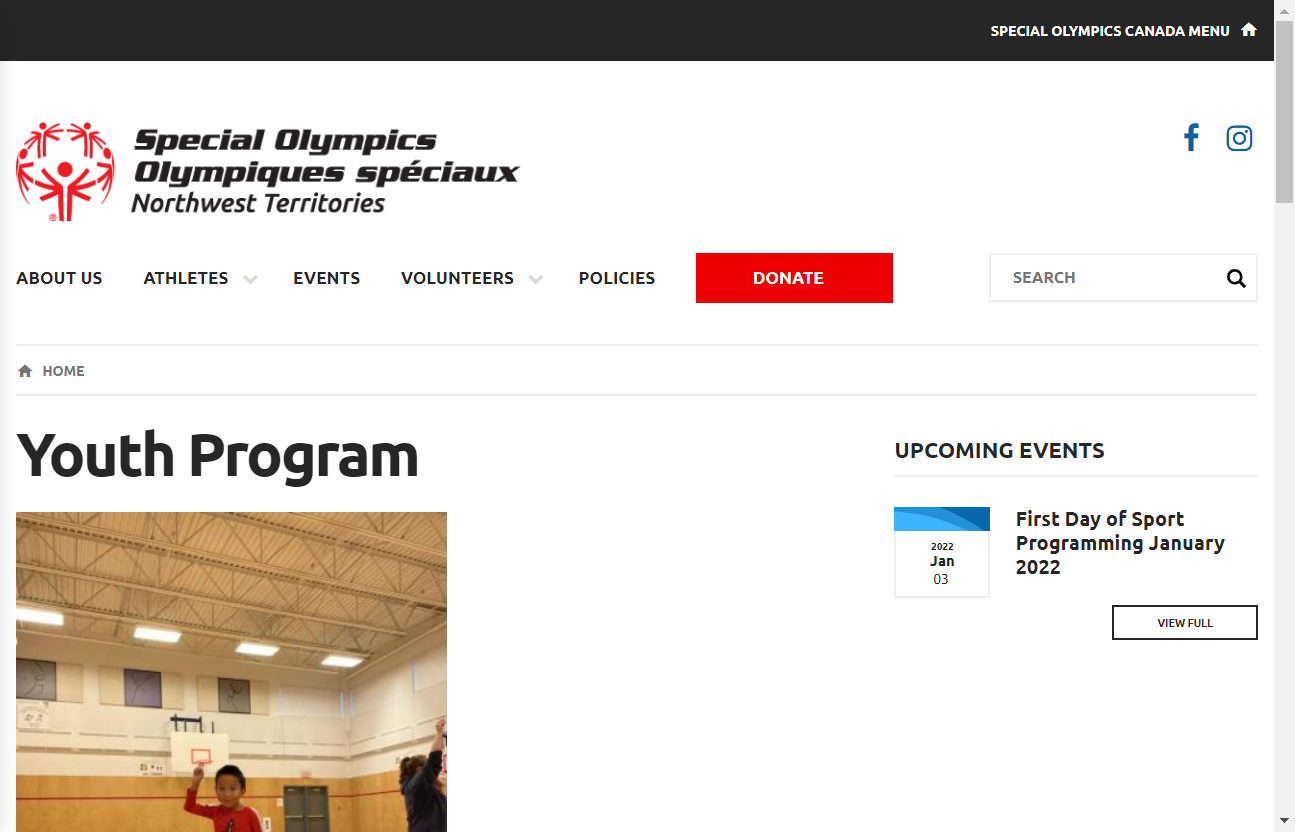 SPECIAL OLYMPICS CANADA MENU
Special Olympics
Olympiques spéciaux
Northwest Territories
®
ABOUT US ATHLETES EVENTS VOLUNTEERS POLICIES DONATE SEARCH
HOME
Youth Program
UPCOMING EVENTS
2022
Jan
03
First Day of Sport
Programming January
2022
VIEW FULL